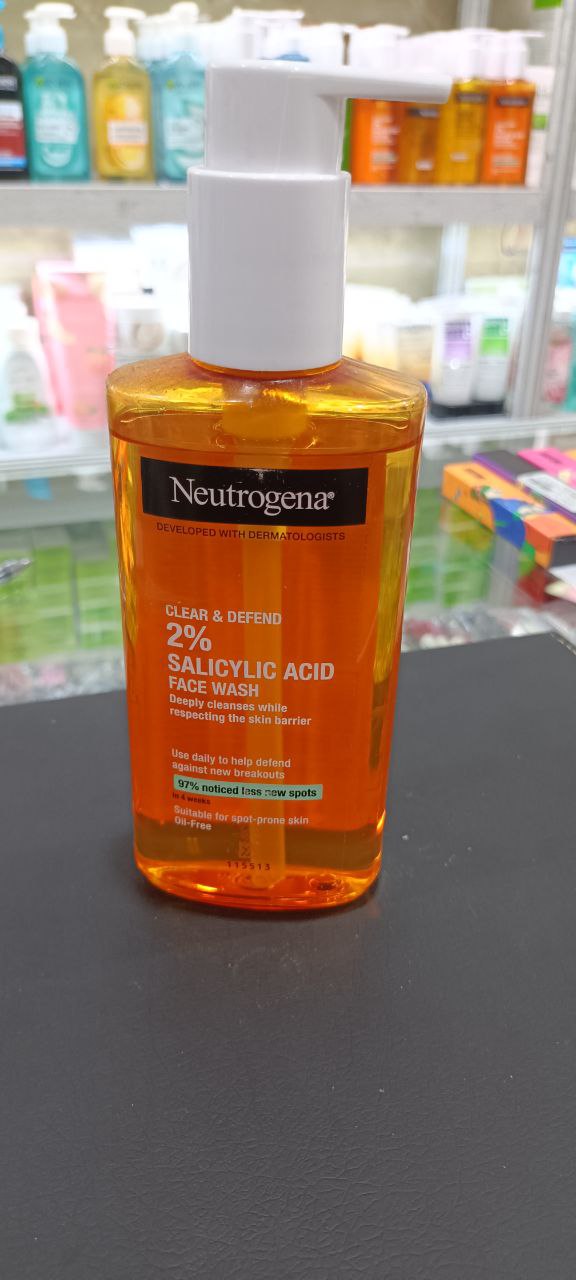 Neutrogena®
DEVELOPED WITH DERMATOLOGISTS
CLEAR & DEFEND
2%
SALICYLIC ACID
FACE WASH
Deeply cleanses while
respecting the skin barrier
Use daily to help defend
against new breakouts
97% noticed less new spots
in 4 weeks
Suitable for spot-prone skin
Oil-Free
115513